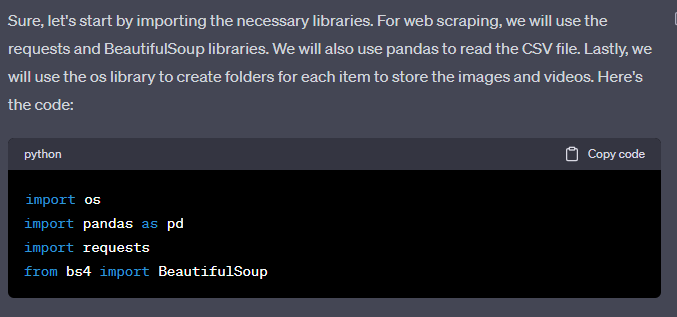 Sure, let's start by importing the necessary libraries. For web scraping, we will use the
requests and BeautifulSoup libraries. We will also use pandas to read the CSV file. Lastly, we
will use the os library to create folders for each item to store the images and videos. Here's
the code:
python Copy code
import os
import pandas as pd
import requests
from bs4 import BeautifulSoup